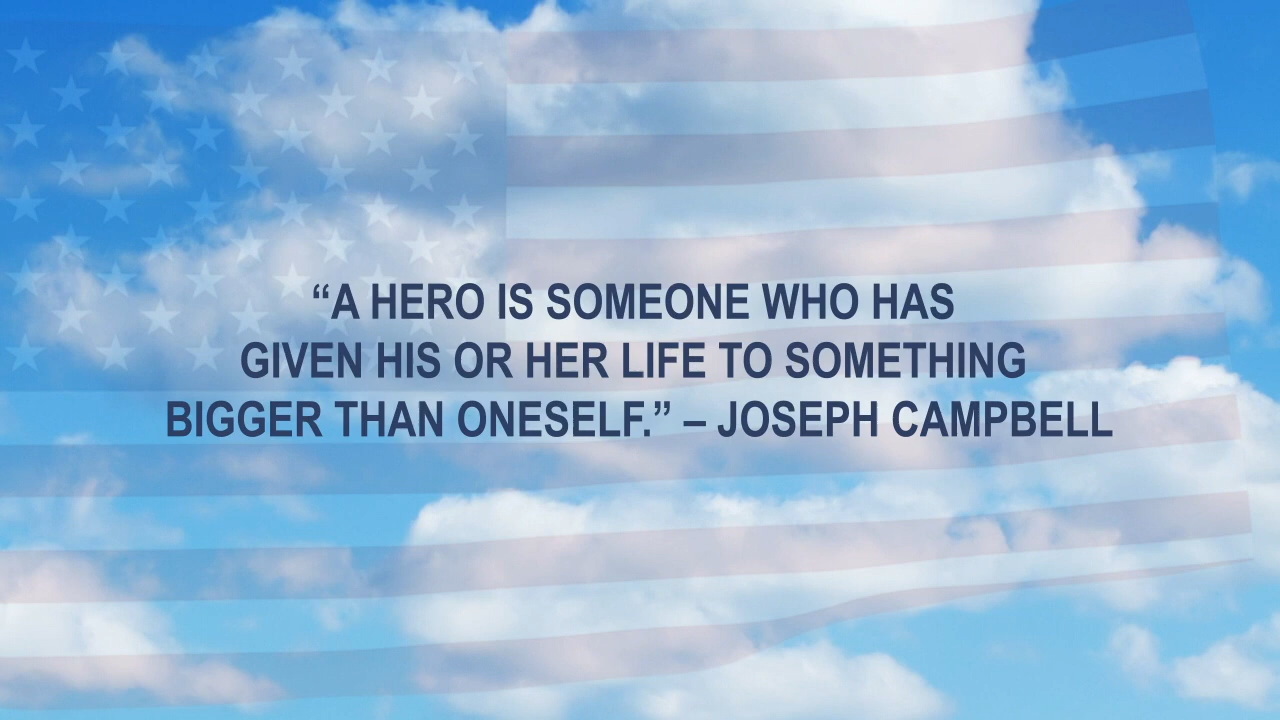 “A HERO IS SOMEONE WHO HAS
GIVEN HIS OR HER LIFE TO SOMETHING
BIGGER THAN ONESELF.” – JOSEPH CAMPBELL